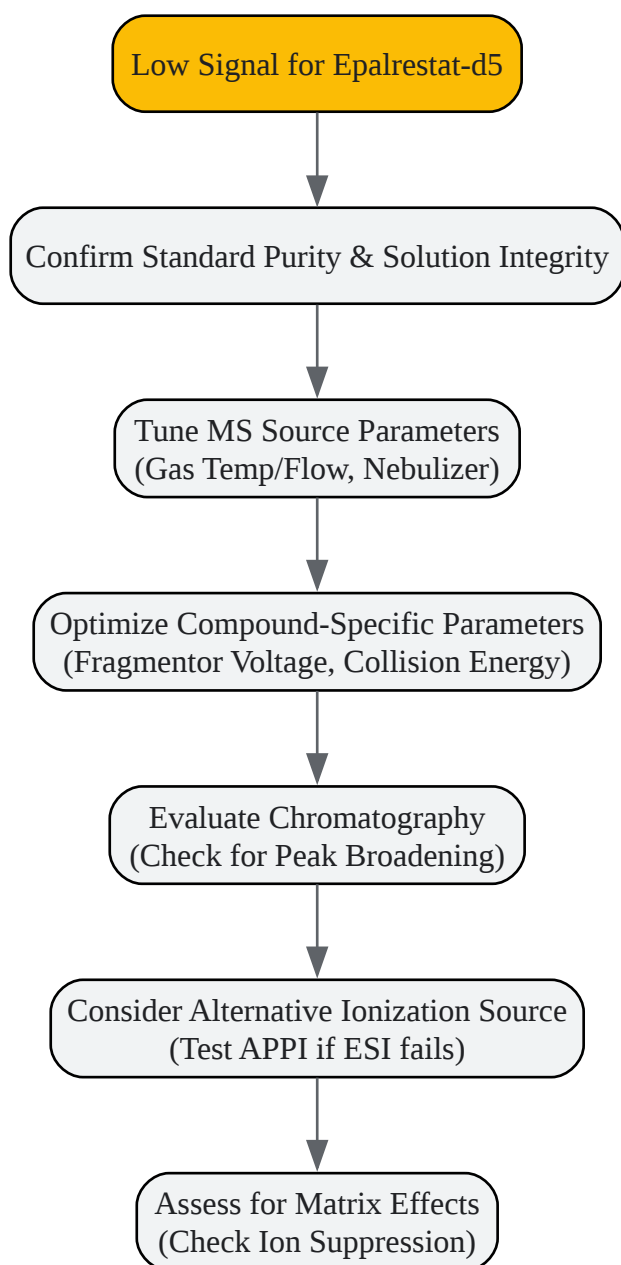 Low Signal for Epalrestat-d5
Confirm Standard Purity & Solution Integrity
Tune MS Source Parameters
(Gas Temp/Flow, Nebulizer)
Optimize Compound-Specific Parameters
(Fragmentor Voltage, Collision Energy)
Evaluate Chromatography
(Check for Peak Broadening)
Consider Alternative Ionization Source
(Test APPI if ESI fails)
Assess for Matrix Effects
(Check Ion Suppression)